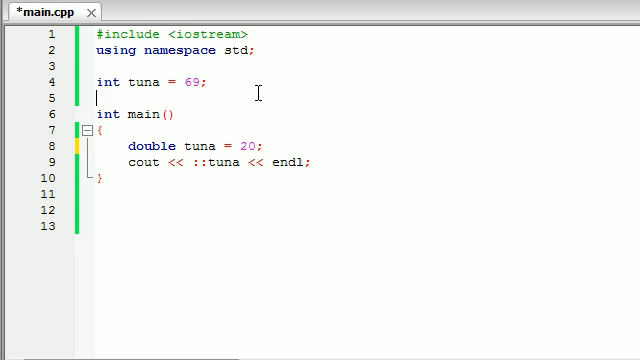 *main.cpp
1 #include <iostream>
2 using namespace std;
3
4 int tuna = 69;
5
6 int main()
7 {
8 double tuna = 20;
9 cout << ::tuna << endl;
10 }
11
12
13